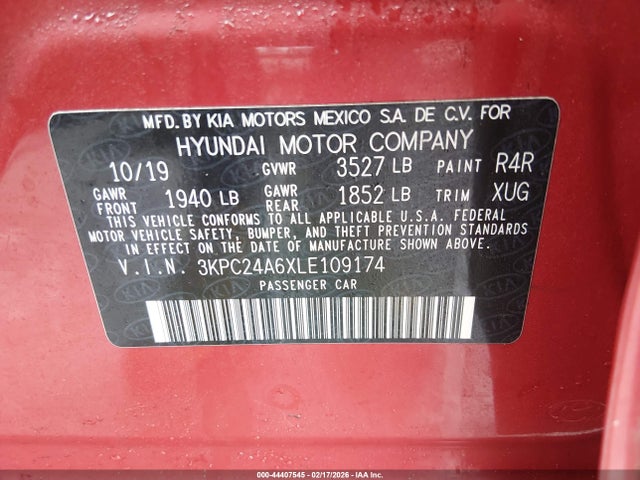 MFD. BY KIA MOTORS MEXICO S.A. DE C.V. FOR
HYUNDAI MOTOR COMPANY
10/19 GVWR 3527 LB PAINT R4R
GAWR FRONT 1940 LB GAWR REAR 1852 LB TRIM XUG
THIS VEHICLE CONFORMS TO ALL APPLICABLE U.S.A. FEDERAL
MOTOR VEHICLE SAFETY, BUMPER, AND THEFT PREVENTION STANDARDS
IN EFFECT ON THE DATE OF MANUFACTURE SHOWN ABOVE.
V.I.N. 3KPC24A6XLE109174
PASSENGER CAR
000-44407545 - 02/17/2026 - IAAI.CA